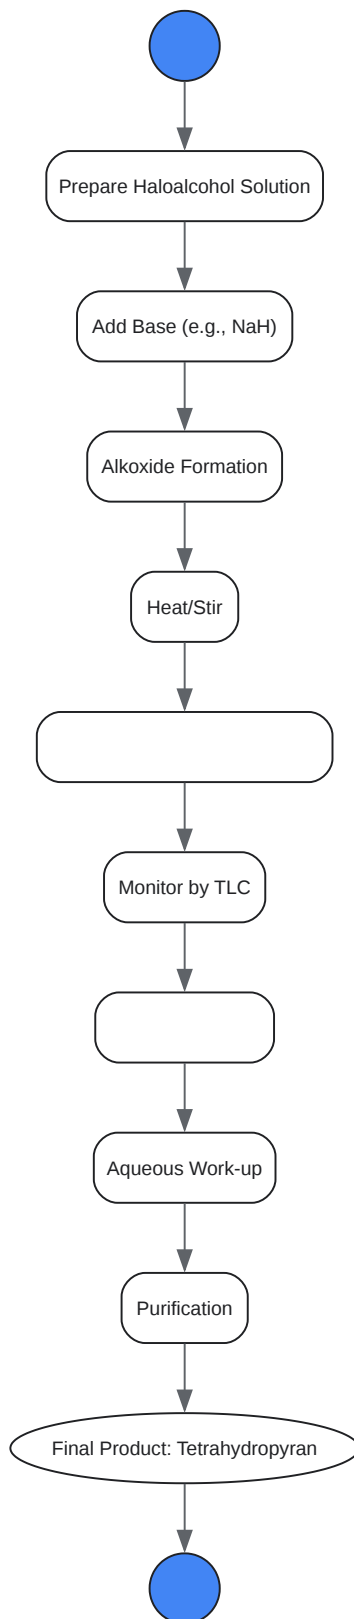 Prepare Haloalcohol Solution
Add Base (e.g., NaH)
Alkoxide Formation
Heat/Stir
Monitor by TLC
Aqueous Work-up
Purification
Final Product: Tetrahydropyran